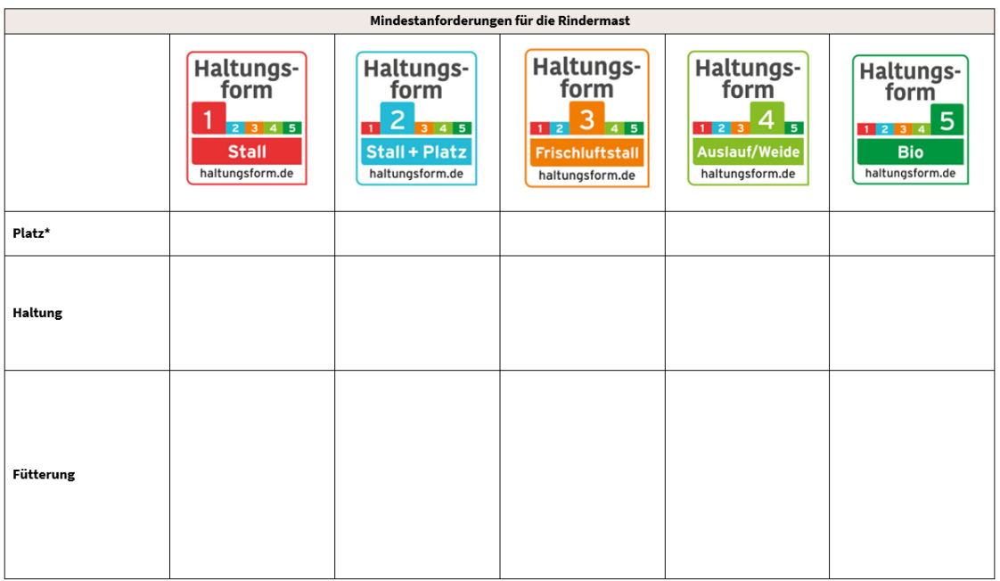 Mindestanforderungen für die Rindermast
Haltungs-
form
1 2 3 4 5
Stall
haltungsform.de
Haltungs-
form
1 2 3 4 5
Stall + Platz
haltungsform.de
Haltungs-
form
1 2 3 4 5
Frischluftstall
haltungsform.de
Haltungs-
form
1 2 3 4 5
Auslauf/Weide
haltungsform.de
Haltungs-
form
1 2 3 4 5
Bio
haltungsform.de
Platz*
Haltung
Fütterung